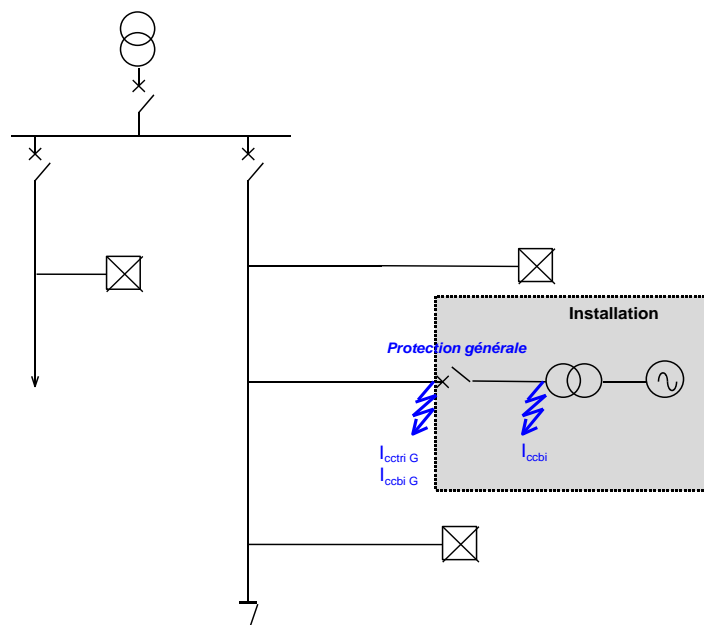 Installation
Protection générale
Icctri G
Iccbi G
Iccbi